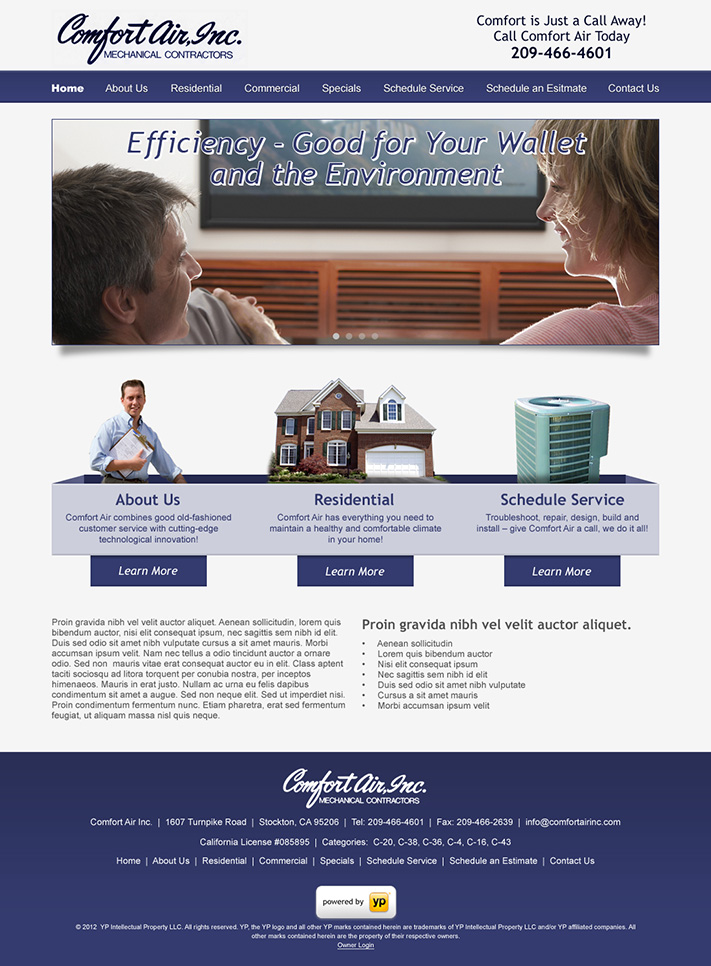 Comfort Air, Inc.
MECHANICAL CONTRACTORS
Comfort is Just a Call Away!
Call Comfort Air Today
209-466-4601
Home About Us Residential Commercial Specials Schedule Service Schedule an Esitmate Contact Us
Efficiency - Good for Your Wallet
and the Environment
About Us
Comfort Air combines good old-fashioned
customer service with cutting-edge
technological innovation!
Learn More
Residential
Comfort Air has everything you need to
maintain a healthy and comfortable climate
in your home!
Learn More
Schedule Service
Troubleshoot, repair, design, build and
install – give Comfort Air a call, we do it all!
Learn More
Proin gravida nibh vel velit auctor aliquet. Aenean sollicitudin, lorem quis
bibendum auctor, nisi elit consequat ipsum, nec sagittis sem nibh id elit.
Duis sed odio sit amet nibh vulputate cursus a sit amet mauris. Morbi
accumsan ipsum velit. Nam nec tellus a odio tincidunt auctor a ornare
odio. Sed non mauris vitae erat consequat auctor eu in elit. Class aptent
taciti sociosqu ad litora torquent per conubia nostra, per inceptos
himenaeos. Mauris in erat justo. Nullam ac urna eu felis dapibus
condimentum sit amet a augue. Sed non neque elit. Sed ut imperdiet nisi.
Proin condimentum fermentum nunc. Etiam pharetra, erat sed fermentum
feugiat, ut aliquam massa nisl quis neque.
Proin gravida nibh vel velit auctor aliquet.
• Aenean sollicitudin
• Lorem quis bibendum auctor
• Nisi elit consequat ipsum
• Nec sagittis sem nibh id elit
• Duis sed odio sit amet nibh vulputate
• Cursus a sit amet mauris
• Morbi accumsan ipsum velit
Comfort Air, Inc.
MECHANICAL CONTRACTORS
Comfort Air Inc. | 1607 Turnpike Road | Stockton, CA 95206 | Tel: 209-466-4601 | Fax: 209-466-2639 | info@comfortairinc.com
California License #085895 | Categories: C-20, C-38, C-36, C-4, C-16, C-43
Home | About Us | Residential | Commercial | Specials | Schedule Service | Schedule an Estimate | Contact Us
powered by yp
© 2012 YP Intellectual Property LLC. All rights reserved. YP, the YP logo and all other YP marks contained herein are trademarks of YP Intellectual Property LLC and/or YP affiliated companies. All
other marks contained herein are the property of their respective owners.
Owner Login